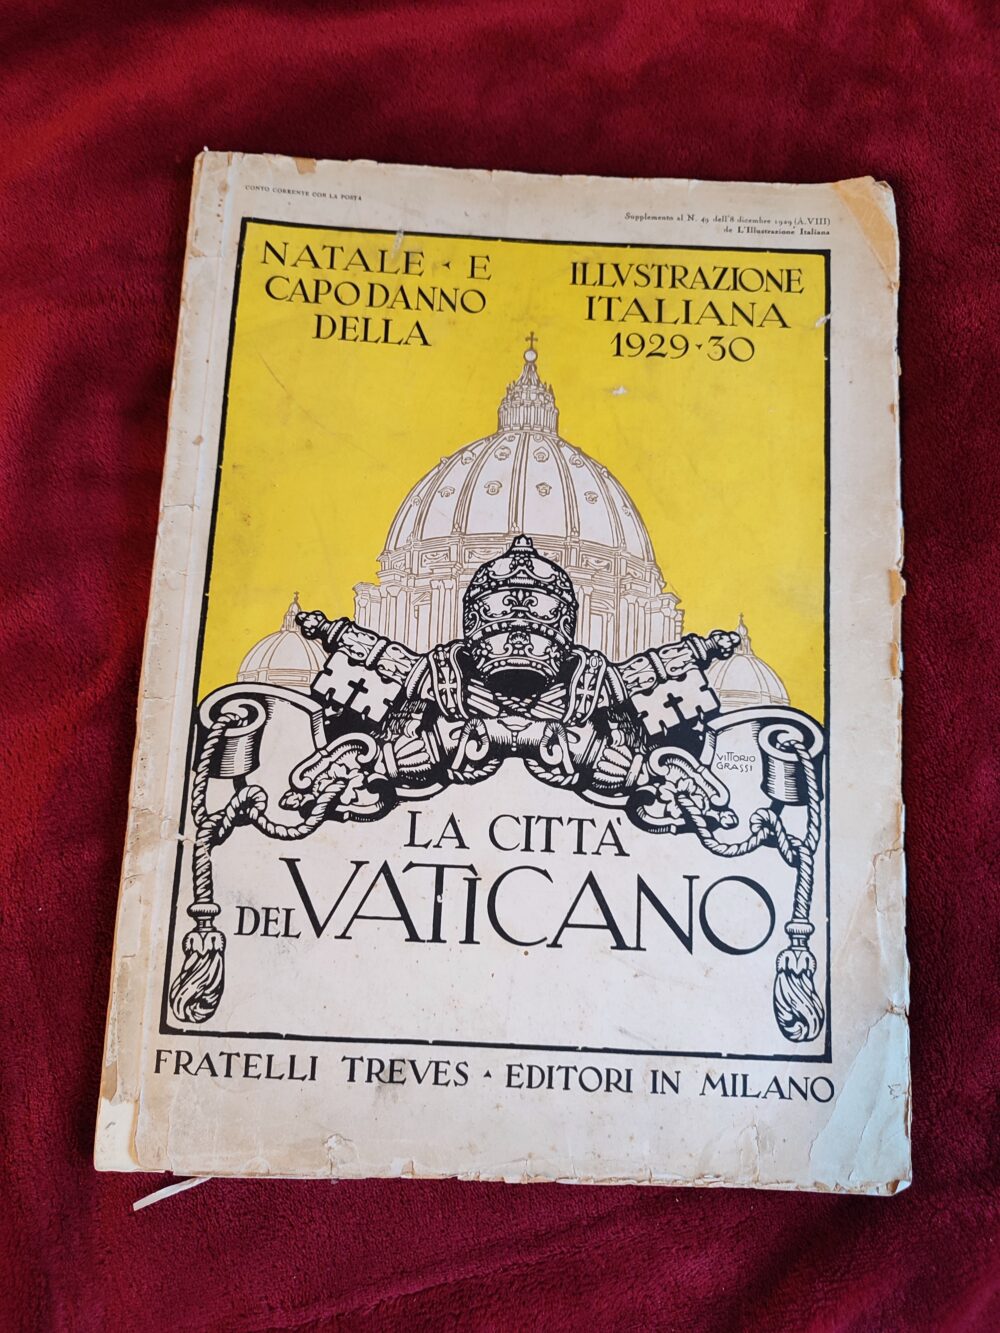 CONTO CORRENTE CON LA POSTA
Supplemento al N. 49 dell'8 dicembre 1929 (A. VIII)
de L'Illustrazione Italiana
NATALE · E
CAPODANNO
DELLA
ILLVSTRAZIONE
ITALIANA
1929 · 30
VITTORIO
GRASSI
LA CITTA'
DEL VATICANO
FRATELLI TREVES · EDITORI IN MILANO